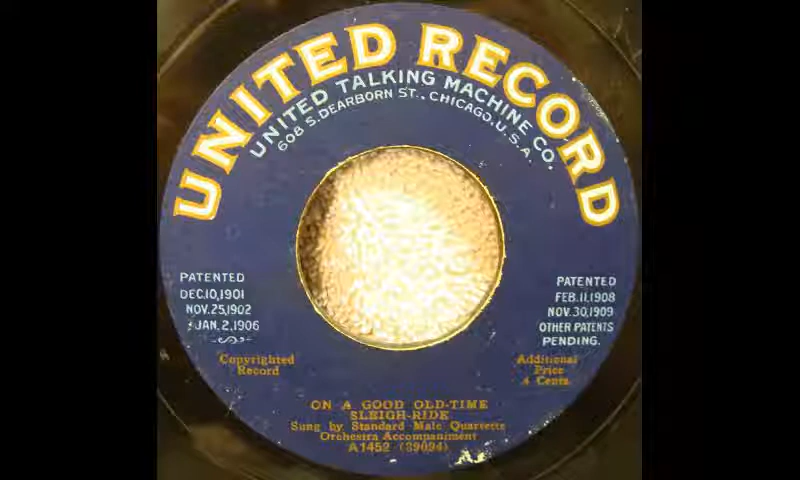 UNITED RECORD
UNITED TALKING MACHINE CO.
608 S. DEARBORN ST., CHICAGO, U.S.A.
PATENTED
DEC.10,1901
NOV.25,1902
JAN.2,1906
PATENTED
FEB.11,1908
NOV.30,1909
OTHER PATENTS
PENDING.
Copyrighted
Record
Additional
Price
4 Cents
ON A GOOD OLD-TIME
SLEIGH-RIDE
Sung by Standard Male Quartette
Orchestra Accompaniment
A1452 (39094)